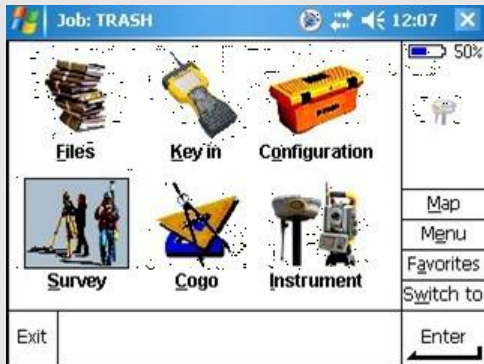 Job: TRASH 12:07
50%
Files Key in Configuration
Survey Cogo Instrument
Map
Menu
Favorites
Switch to
Exit Enter